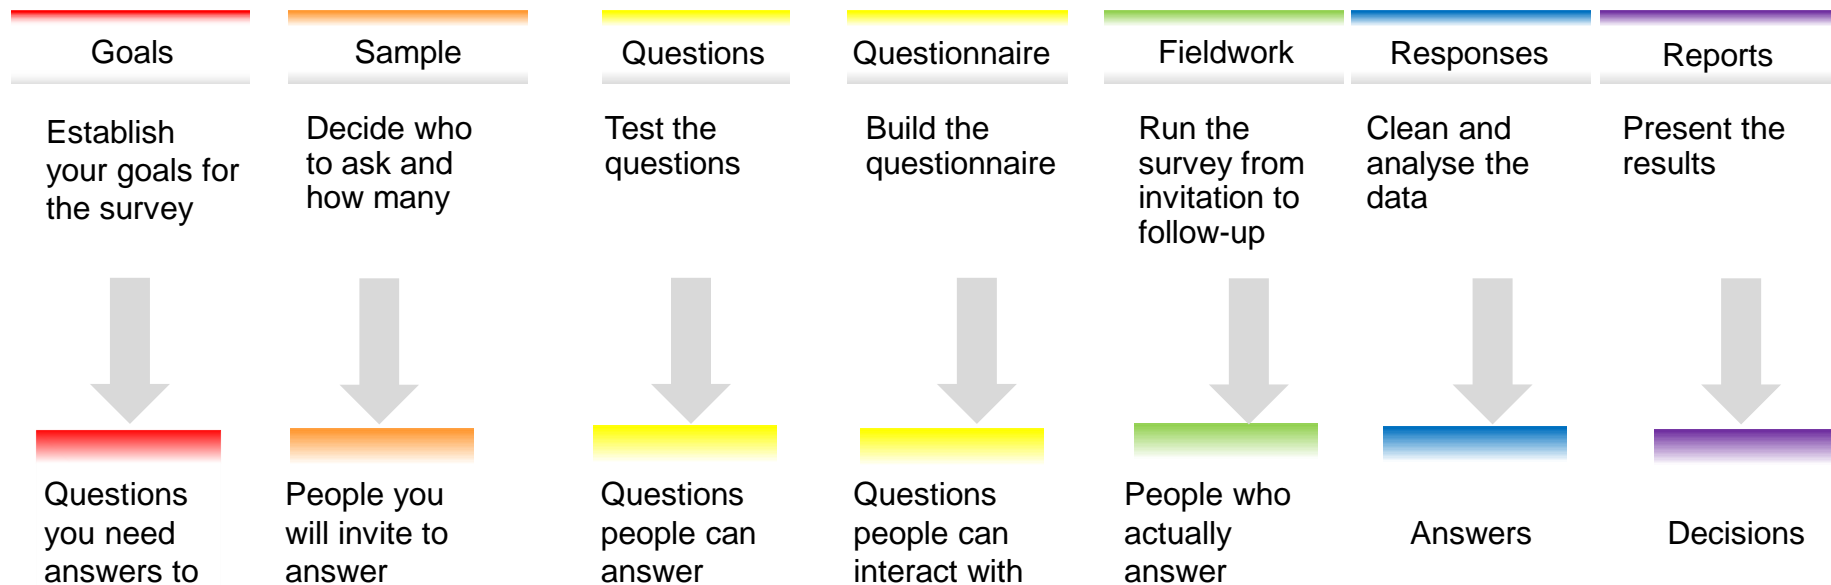 Goals
Sample
Questions
Questionnaire
Fieldwork
Responses
Reports
Establish
your goals for
the survey
Decide who
to ask and
how many
Test the
questions
Build the
questionnaire
Run the
survey from
invitation to
follow-up
Clean and
analyse the
data
Present the
results
Questions
you need
answers to
People you
will invite to
answer
Questions
people can
answer
Questions
people can
interact with
People who
actually
answer
Answers
Decisions